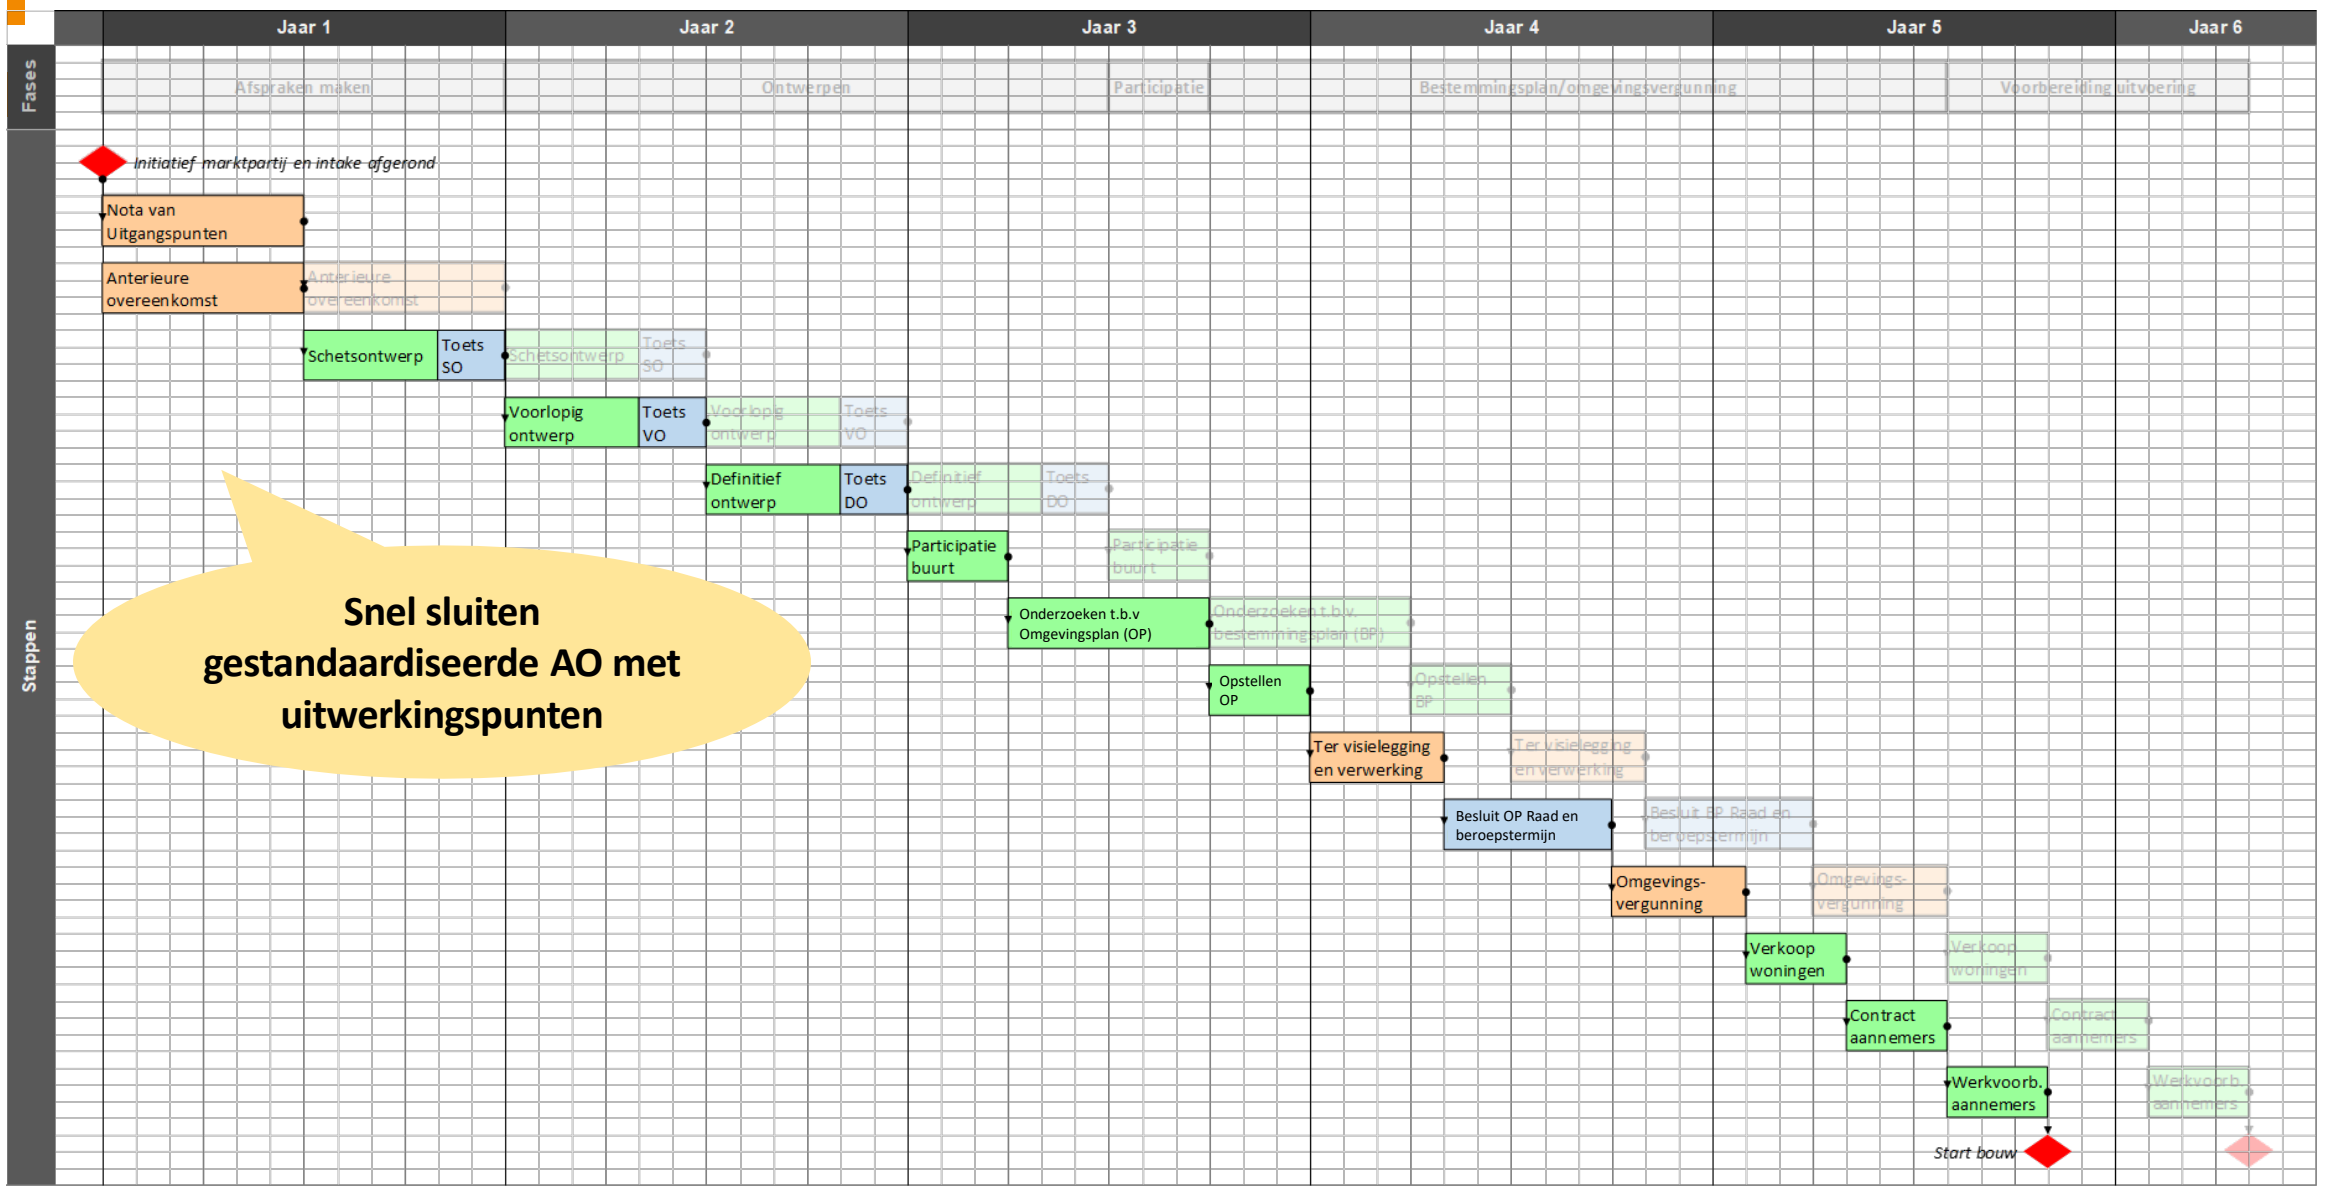 Jaar 1
Jaar 2
Jaar 3
Jaar 4
Jaar 5
Jaar 6
Fases
Afspraken maken
Ontwerpen
Participatie
Bestemmingsplan/omgevingsvergunning
Voorbereiding uitvoering
Stappen
Initiatief marktpartij en intake afgerond
Nota van
Uitgangspunten
Anterieure
overeenkomst
Anterieure
overeenkomst
Schetsontwerp
Toets
SO
Schetsontwerp
Toets
SO
Voorlopig
ontwerp
Toets
VO
Voorlopig
ontwerp
Toets
VO
Definitief
ontwerp
Toets
DO
Definitief
ontwerp
Toets
DO
Participatie
buurt
Participatie
buurt
Snel sluiten
gestandaardiseerde AO met
uitwerkingspunten
Onderzoeken t.b.v
Omgevingsplan (OP)
Onderzoeken t.b.v.
bestemmingsplan (BP)
Opstellen
OP
Opstellen
BP
Ter visielegging
en verwerking
Ter visielegging
en verwerking
Besluit OP Raad en
beroepstermijn
Besluit BP Raad en
beroepstermijn
Omgevings-
vergunning
Omgevings-
vergunning
Verkoop
woningen
Verkoop
woningen
Contract
aannemers
Contract
aannemers
Werkvoorb.
aannemers
Werkvoorb.
aannemers
Start bouw